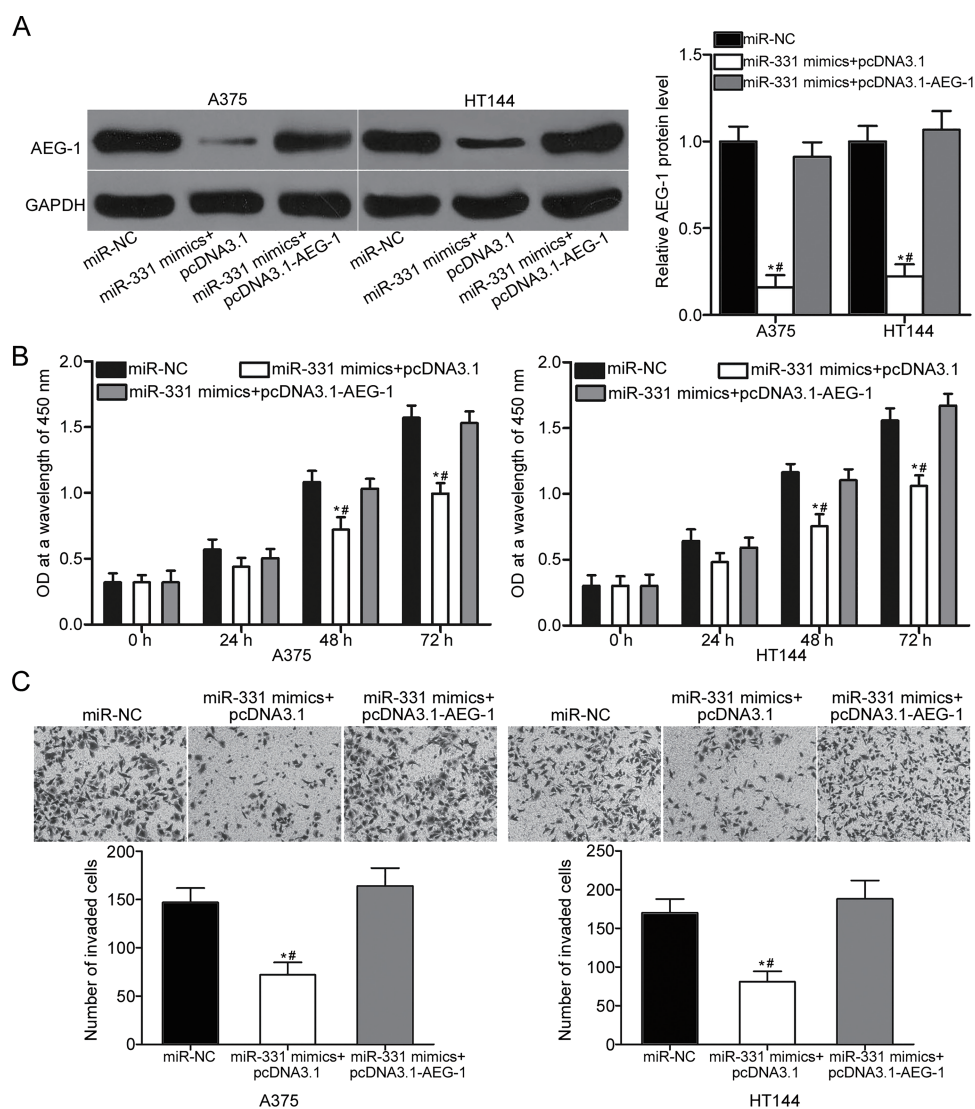 A
A375
HT144
AEG-1
GAPDH
miR-NC
miR-331 mimics+
pcDNA3.1
miR-331 mimics+
pcDNA3.1-AEG-1
miR-NC
miR-331 mimics+
pcDNA3.1
miR-331 mimics+
pcDNA3.1-AEG-1
miR-NC
miR-331 mimics+pcDNA3.1
miR-331 mimics+pcDNA3.1-AEG-1
Relative AEG-1 protein level
1.5
1.0
0.5
0.0
*#
*#
A375
HT144
B
OD at a wavelength of 450 nm
2.0
1.5
1.0
0.5
0.0
miR-NC
miR-331 mimics+pcDNA3.1
miR-331 mimics+pcDNA3.1-AEG-1
*#
*#
0 h
24 h
48 h
72 h
A375
OD at a wavelength of 450 nm
2.0
1.5
1.0
0.5
0.0
miR-NC
miR-331 mimics+pcDNA3.1
miR-331 mimics+pcDNA3.1-AEG-1
*#
*#
0 h
24 h
48 h
72 h
HT144
C
miR-NC
miR-331 mimics+
pcDNA3.1
miR-331 mimics+
pcDNA3.1-AEG-1
miR-NC
miR-331 mimics+
pcDNA3.1
miR-331 mimics+
pcDNA3.1-AEG-1
Number of invaded cells
200
150
100
50
0
*#
miR-NC
miR-331 mimics+
pcDNA3.1
miR-331 mimics+
pcDNA3.1-AEG-1
A375
Number of invaded cells
250
200
150
100
50
0
*#
miR-NC
miR-331 mimics+
pcDNA3.1
miR-331 mimics+
pcDNA3.1-AEG-1
HT144